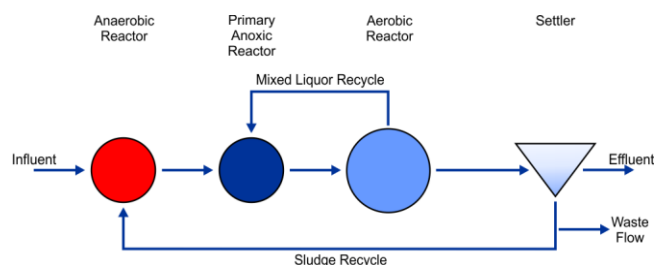 Anaerobic
Reactor
Primary
Anoxic
Reactor
Aerobic
Reactor
Settler
Mixed Liquor Recycle
Influent
Effluent
Waste
Flow
Sludge Recycle